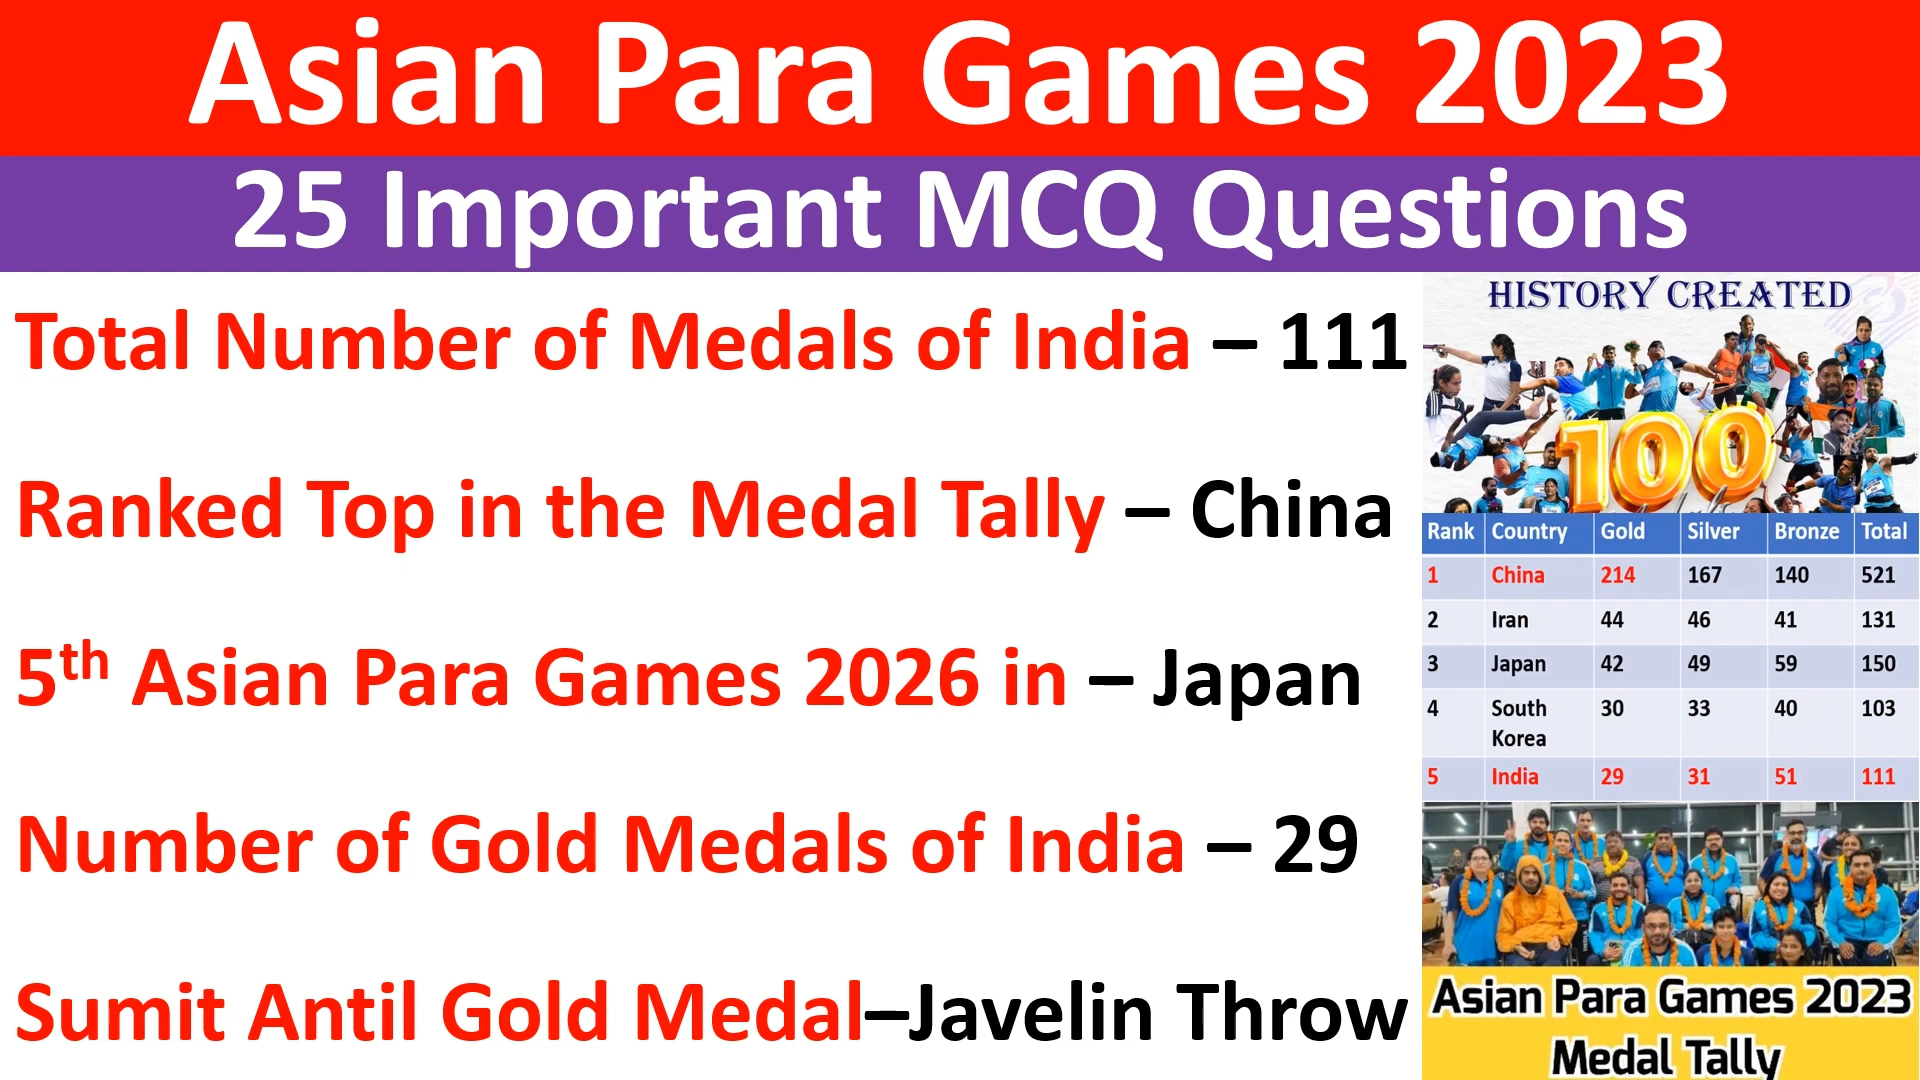 Asian Para Games 2023
25 Important MCQ Questions
Total Number of Medals of India – 111
Ranked Top in the Medal Tally – China
5th Asian Para Games 2026 in – Japan
Number of Gold Medals of India – 29
Sumit Antil Gold Medal–Javelin Throw
HISTORY CREATED
100
Rank Country Gold Silver Bronze Total
1 China 214 167 140 521
2 Iran 44 46 41 131
3 Japan 42 49 59 150
4 South Korea 30 33 40 103
5 India 29 31 51 111
Asian Para Games 2023
Medal Tally